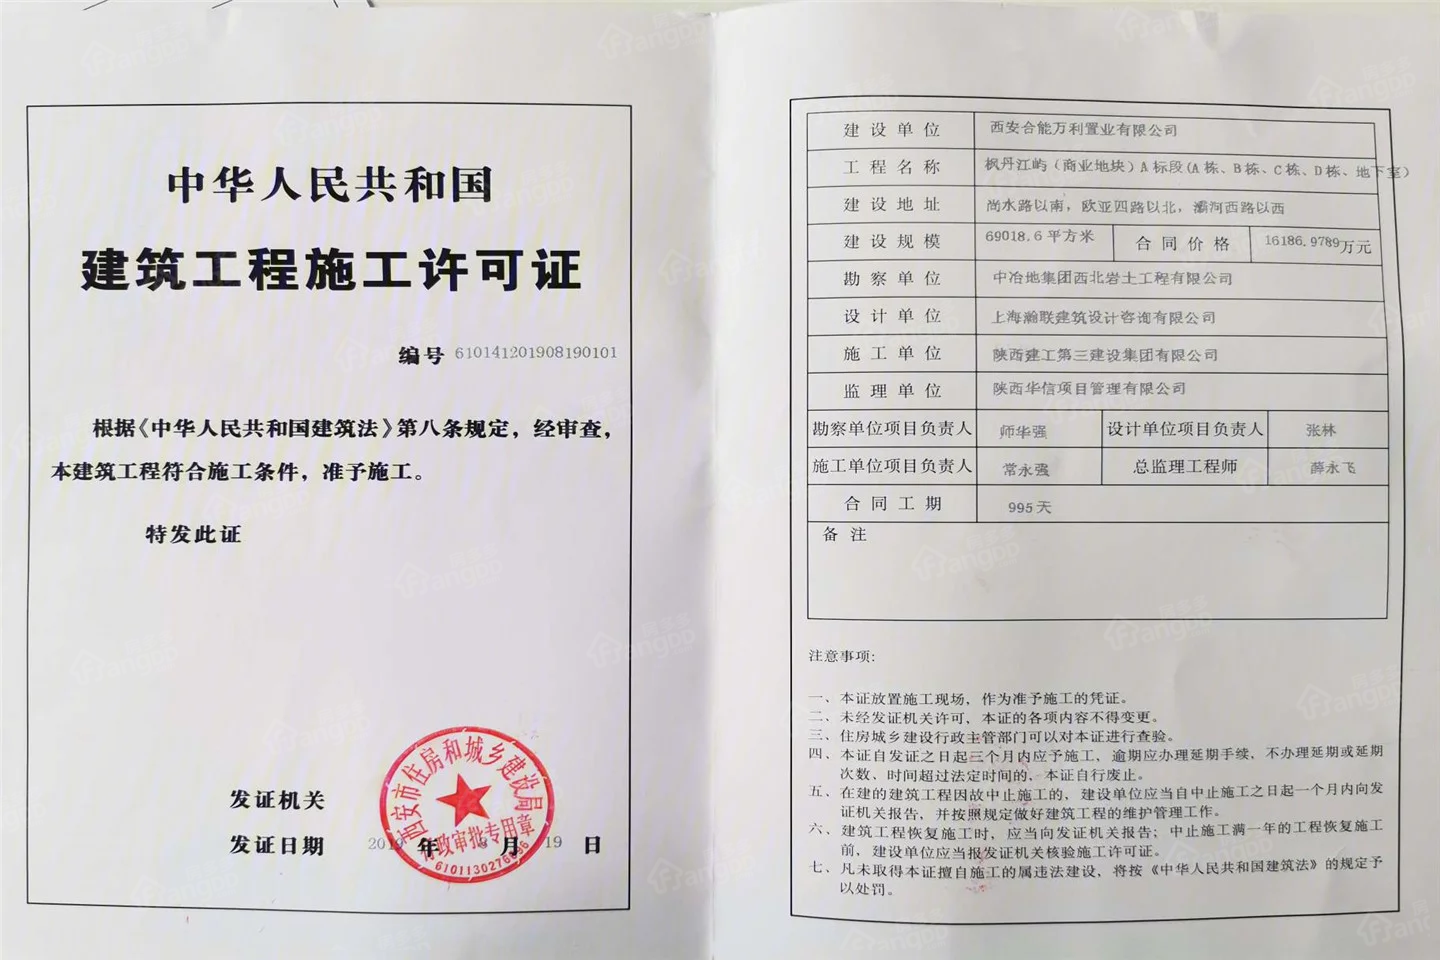 中华人民共和国
建筑工程施工许可证
编号 610141201908190101
根据《中华人民共和国建筑法》第八条规定，经审查，
本建筑工程符合施工条件，准予施工。
特发此证
发证机关
发证日期 2019 年 8 月 19 日
西安市住房和城乡建设局
行政审批专用章
6101130276696
建设单位 西安合能万利置业有限公司
工程名称 枫丹江屿（商业地块）A标段(A栋、B栋、C栋、D栋、地下室)
建设地址 尚水路以南，欧亚四路以北，灞河西路以西
建设规模 69018.6平方米 合同价格 16186.9789万元
勘察单位 中冶地集团西北岩土工程有限公司
设计单位 上海瀚联建筑设计咨询有限公司
施工单位 陕西建工第三建设集团有限公司
监理单位 陕西华信项目管理有限公司
勘察单位项目负责人 师华强 设计单位项目负责人 张林
施工单位项目负责人 常永强 总监理工程师 薛永飞
合同工期 995天
备注
注意事项：
一、本证放置施工现场，作为准予施工的凭证。
二、未经发证机关许可，本证的各项内容不得变更。
三、住房城乡建设行政主管部门可以对本证进行查验。
四、本证自发证之日起三个月内应予施工，逾期应办理延期手续，不办理延期或延期
次数、时间超过法定时间的，本证自行废止。
五、在建的建筑工程因故中止施工的，建设单位应当自中止施工之日起一个月内向发
证机关报告，并按照规定做好建筑工程的维护管理工作。
六、建筑工程恢复施工时，应当向发证机关报告；中止施工满一年的工程恢复施工
前，建设单位应当报发证机关核验施工许可证。
七、凡未取得本证擅自施工的属违法建设，将按《中华人民共和国建筑法》的规定予
以处罚。